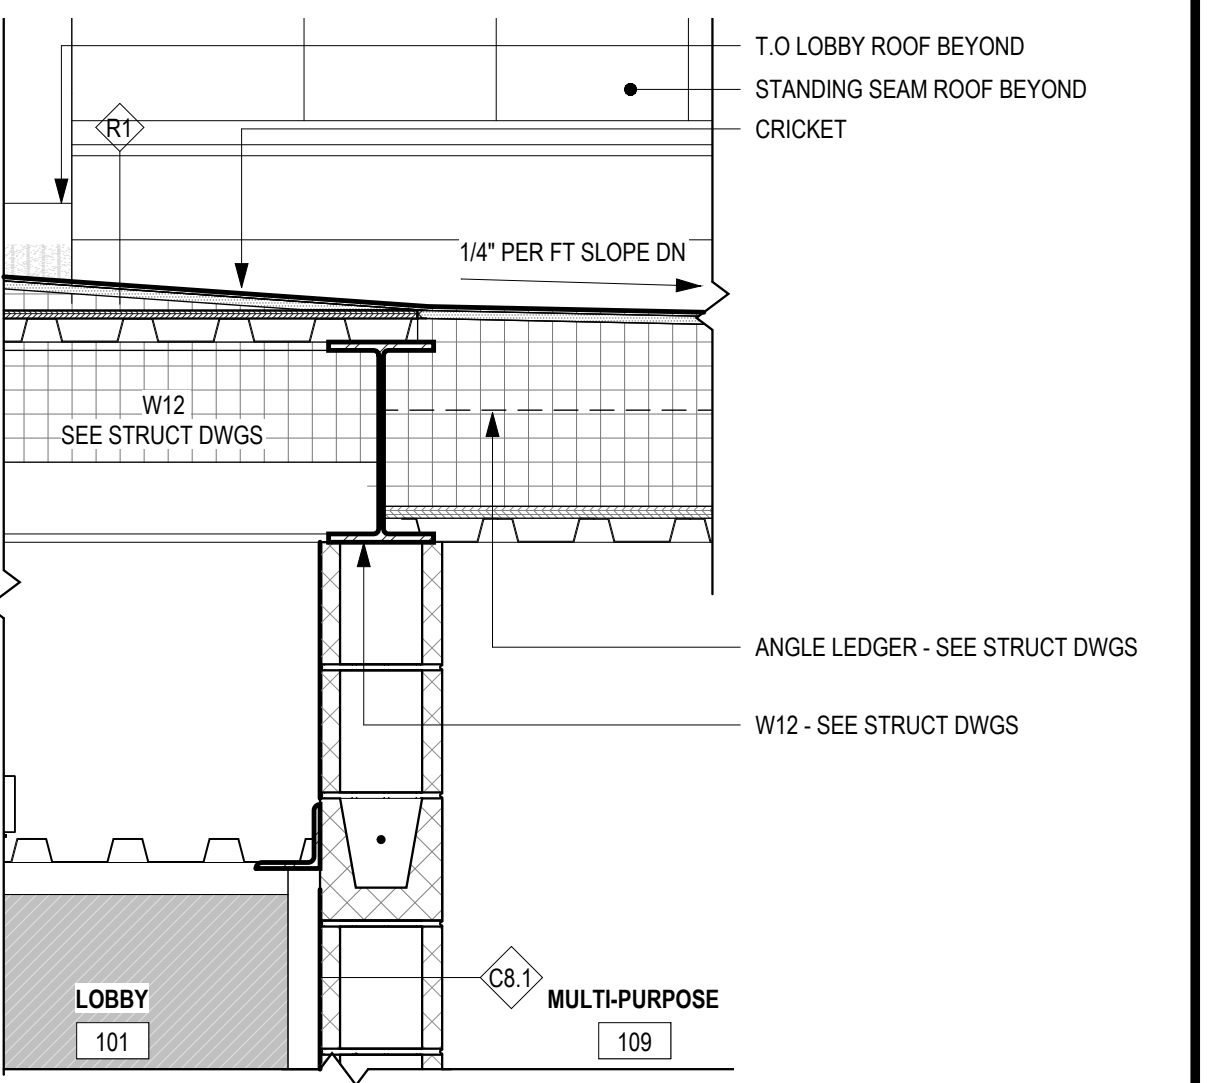 T.O LOBBY ROOF BEYOND
STANDING SEAM ROOF BEYOND
CRICKET
R1
1/4" PER FT SLOPE DN
W12
SEE STRUCT DWGS
ANGLE LEDGER - SEE STRUCT DWGS
W12 - SEE STRUCT DWGS
C8.1
LOBBY
101
MULTI-PURPOSE
109